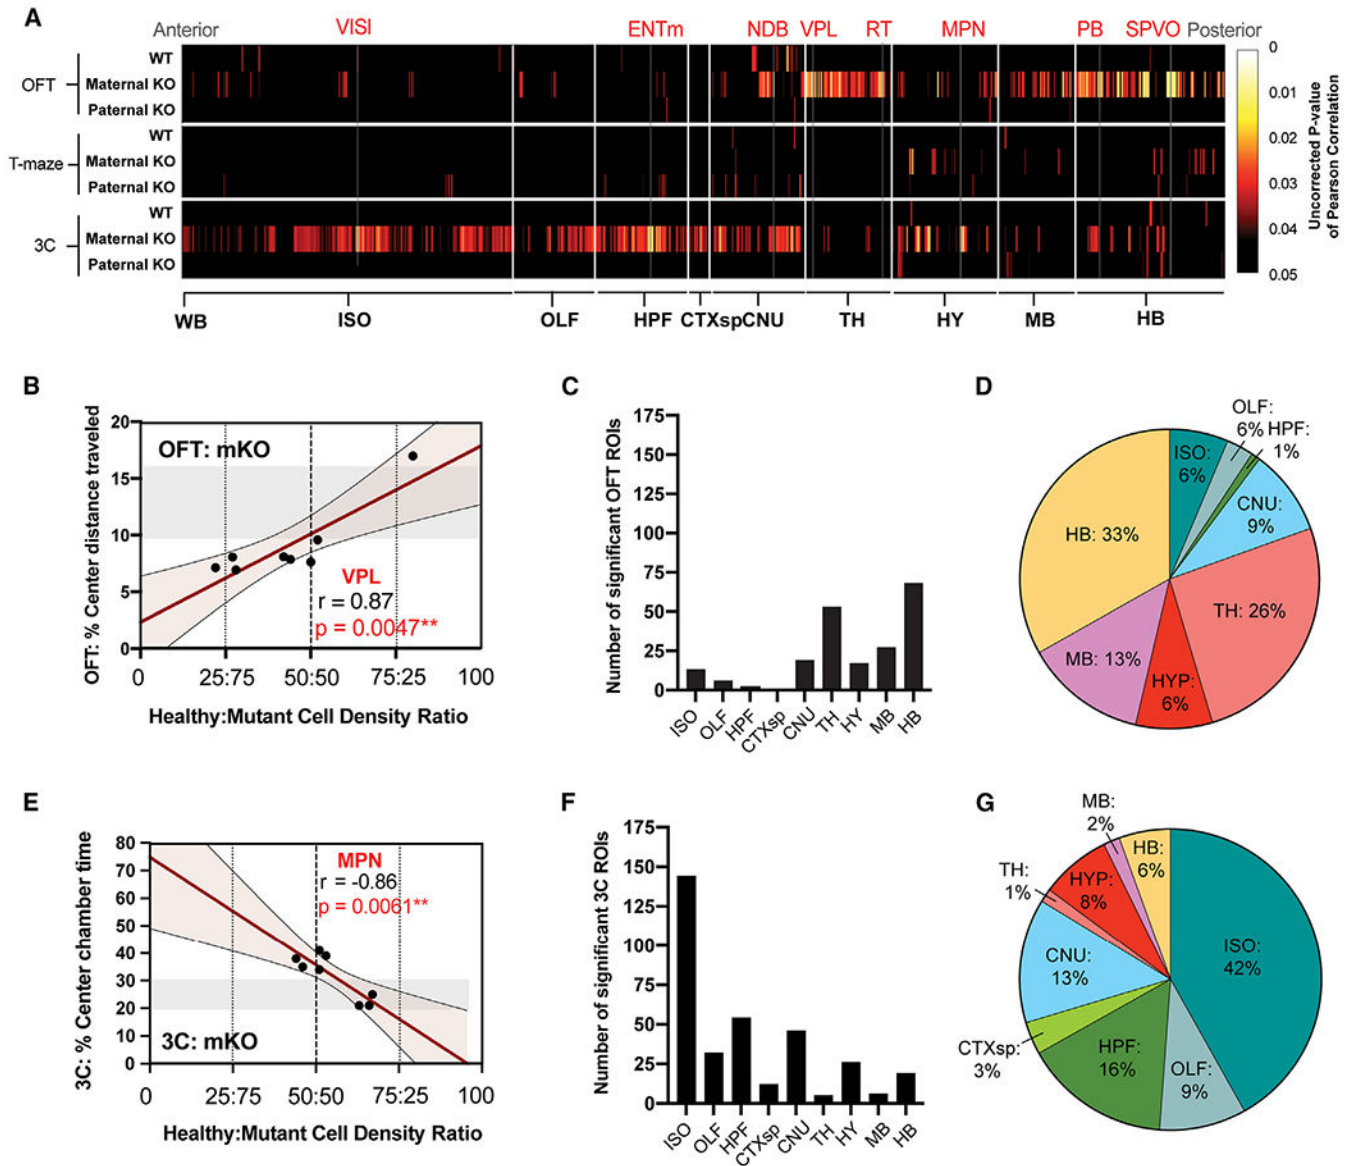 A
Anterior VISl ENTm NDB VPL RT MPN PB SPVO Posterior
OFT
WT
Maternal KO
Paternal KO
T-maze
WT
Maternal KO
Paternal KO
3C
WT
Maternal KO
Paternal KO
WB ISO OLF HPF CTXsp CNU TH HY MB HB
0
0.01
0.02
0.03
0.04
0.05
Uncorrected P-value
of Pearson Correlation
B
OFT: % Center distance traveled
20
15
10
5
0
OFT: mKO
VPL
r = 0.87
p = 0.0047**
0 25:75 50:50 75:25 100
Healthy:Mutant Cell Density Ratio
C
Number of significant OFT ROIs
175
150
125
100
75
50
25
0
ISO OLF HPF CTXsp CNU TH HY MB HB
D
OLF:
6%
HPF:
1%
ISO:
6%
CNU:
9%
HB: 33%
TH: 26%
MB: 13%
HYP:
6%
E
3C: % Center chamber time
80
70
60
50
40
30
20
10
0
MPN
r = -0.86
p = 0.0061**
3C: mKO
0 25:75 50:50 75:25 100
Healthy:Mutant Cell Density Ratio
F
Number of significant 3C ROIs
175
150
125
100
75
50
25
0
ISO OLF HPF CTXsp CNU TH HY MB HB
G
MB:
2%
HB:
6%
TH:
1%
HYP:
8%
ISO:
42%
CNU:
13%
CTXsp:
3%
HPF:
16%
OLF:
9%